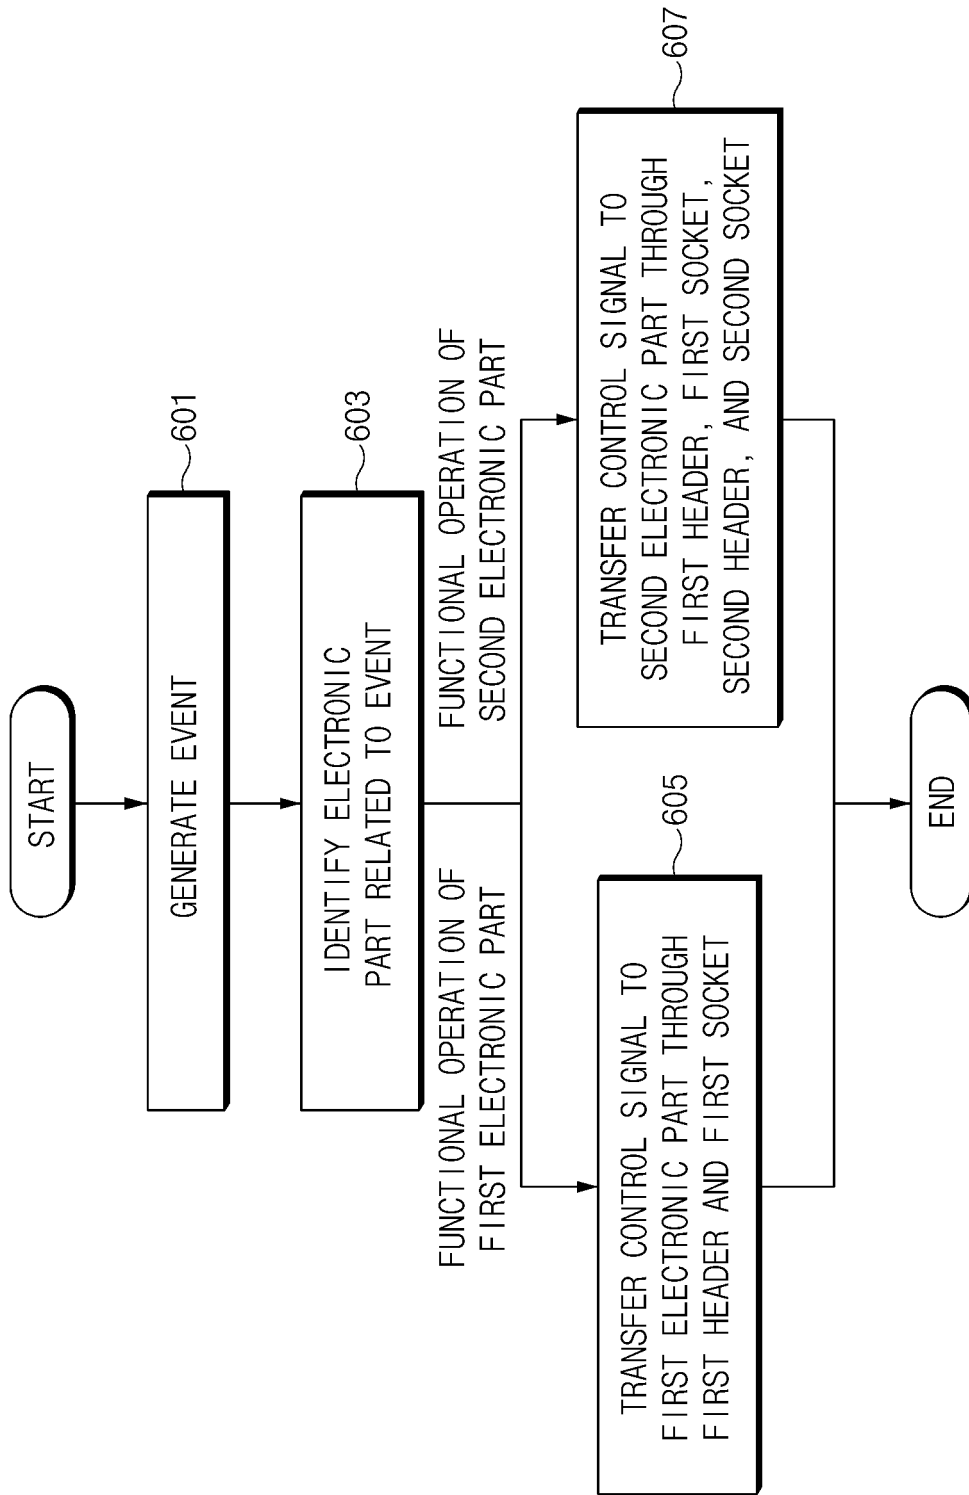 START
GENERATE EVENT
601
IDENTIFY ELECTRONIC
PART RELATED TO EVENT
603
FUNCTIONAL OPERATION OF
FIRST ELECTRONIC PART
FUNCTIONAL OPERATION OF
SECOND ELECTRONIC PART
TRANSFER CONTROL SIGNAL TO
FIRST ELECTRONIC PART THROUGH
FIRST HEADER AND FIRST SOCKET
605
TRANSFER CONTROL SIGNAL TO
SECOND ELECTRONIC PART THROUGH
FIRST HEADER, FIRST SOCKET,
SECOND HEADER, AND SECOND SOCKET
607
END